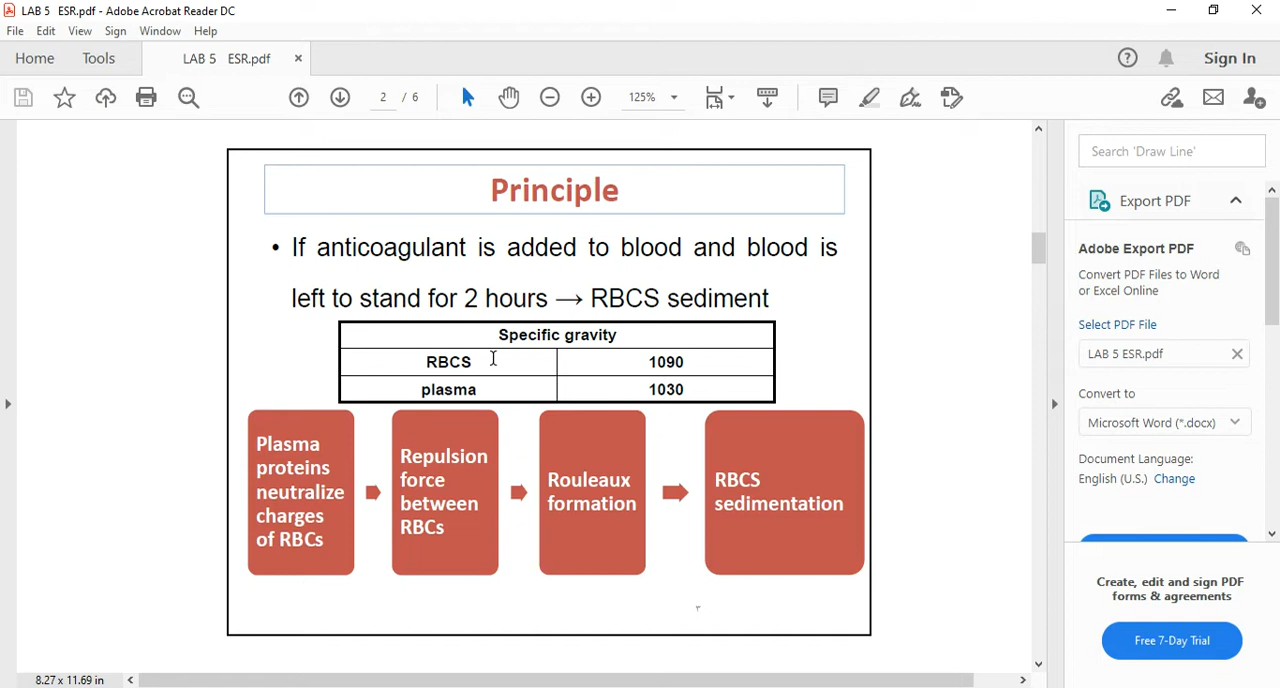 LAB 5 ESR.pdf - Adobe Acrobat Reader DC
File Edit View Sign Window Help
Home Tools LAB 5 ESR.pdf × Sign In
2 / 6 125%
Principle
• If anticoagulant is added to blood and blood is
left to stand for 2 hours → RBCS sediment
Specific gravity
RBCS 1090
plasma 1030
Plasma
proteins
neutralize
charges
of RBCs
Repulsion
force
between
RBCs
Rouleaux
formation
RBCS
sedimentation
٣
8.27 x 11.69 in
Search 'Draw Line'
Export PDF
Adobe Export PDF
Convert PDF Files to Word
or Excel Online
Select PDF File
LAB 5 ESR.pdf
Convert to
Microsoft Word (*.docx)
Document Language:
English (U.S.) Change
Create, edit and sign PDF
forms & agreements
Free 7-Day Trial